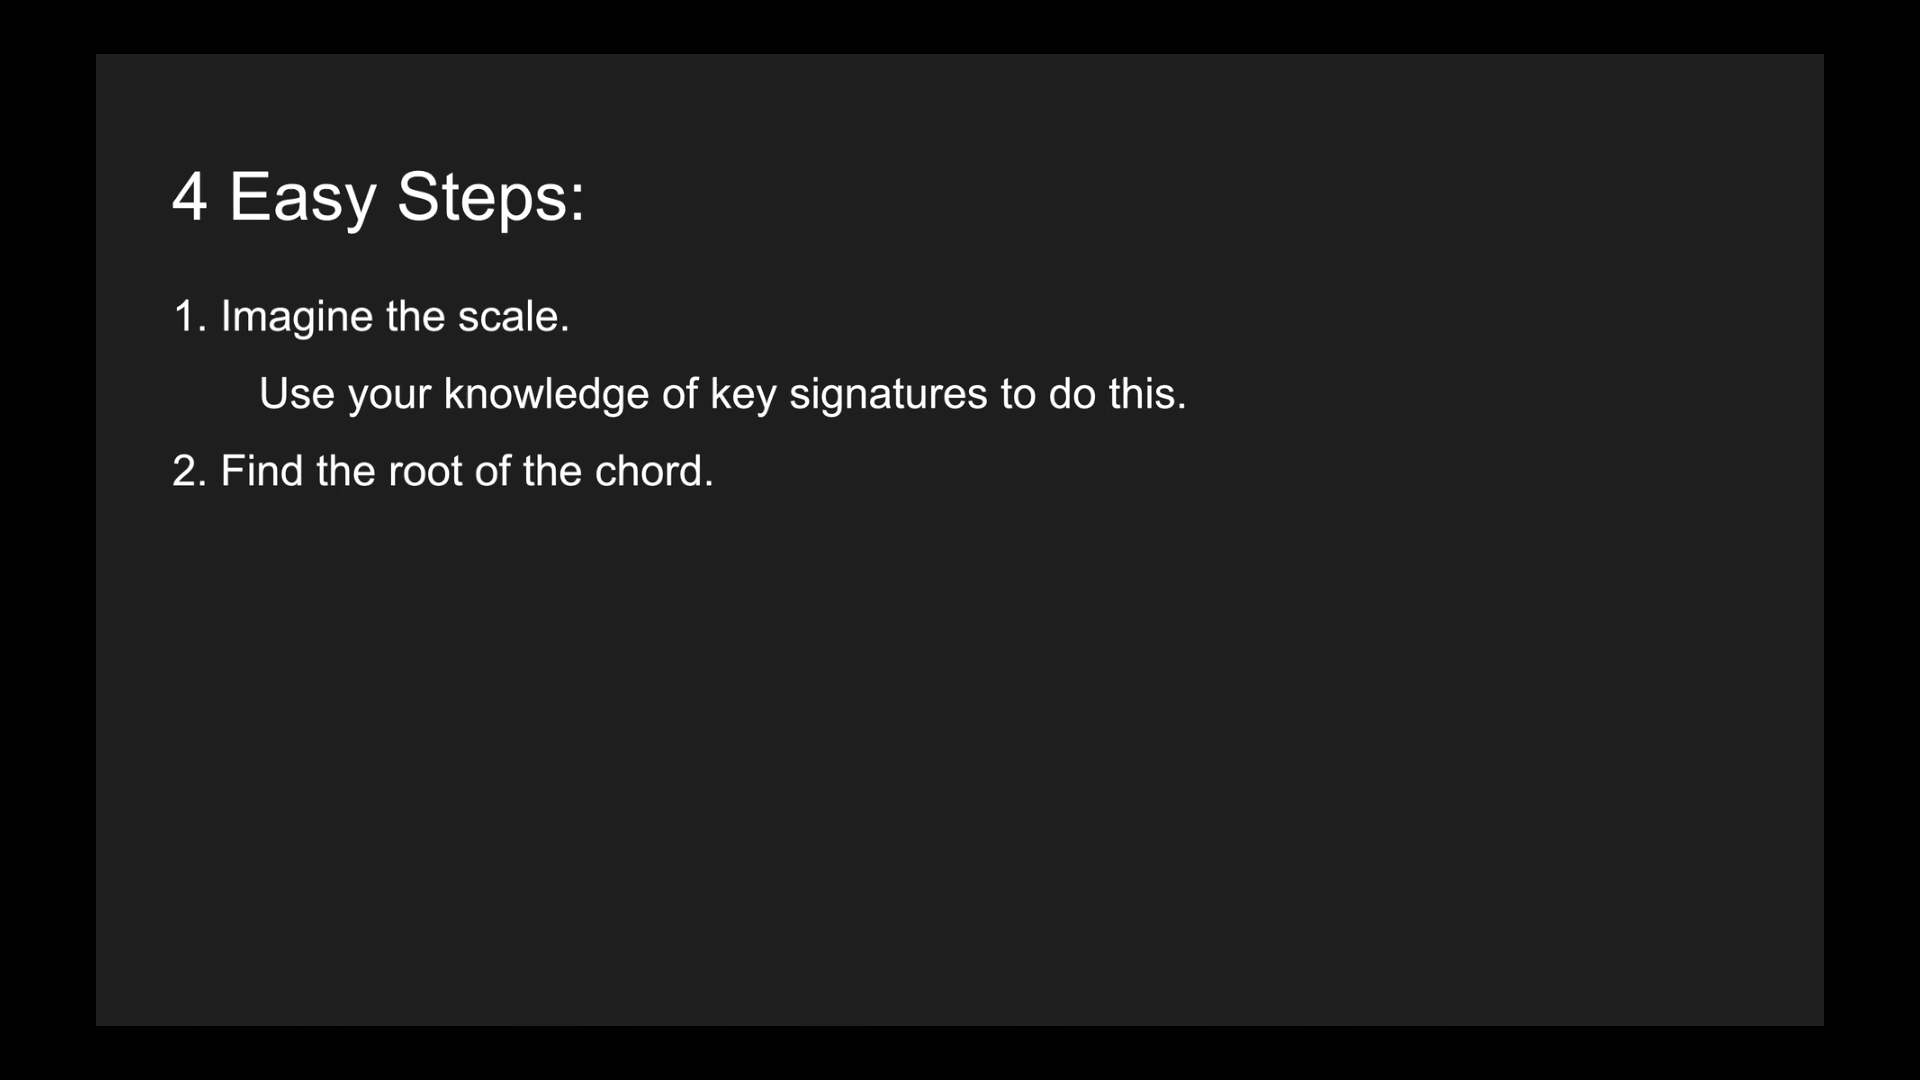 4 Easy Steps:
1. Imagine the scale.
Use your knowledge of key signatures to do this.
2. Find the root of the chord.